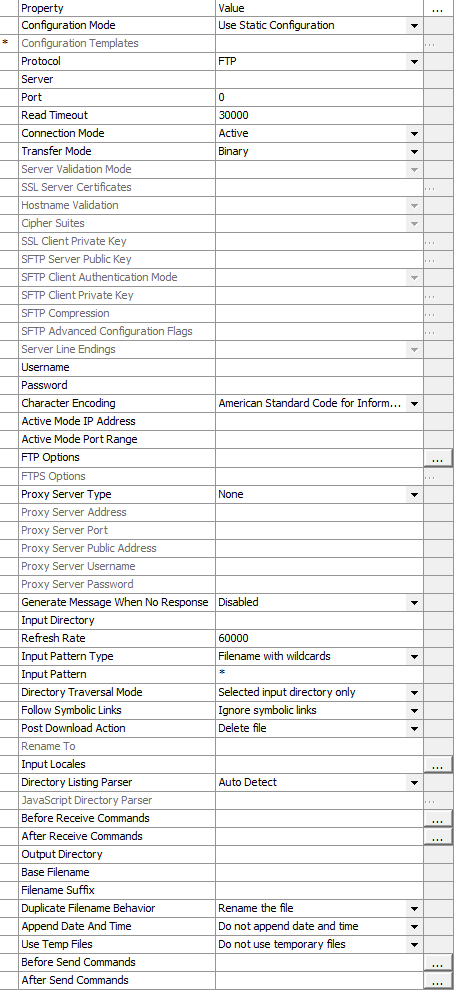 Property Value ...
Configuration Mode Use Static Configuration
* Configuration Templates ...
Protocol FTP
Server
Port 0
Read Timeout 30000
Connection Mode Active
Transfer Mode Binary
Server Validation Mode
SSL Server Certificates ...
Hostname Validation
Cipher Suites
SSL Client Private Key ...
SFTP Server Public Key ...
SFTP Client Authentication Mode
SFTP Client Private Key ...
SFTP Compression ...
SFTP Advanced Configuration Flags ...
Server Line Endings
Username
Password
Character Encoding American Standard Code for Inform...
Active Mode IP Address
Active Mode Port Range
FTP Options ...
FTPS Options ...
Proxy Server Type None
Proxy Server Address
Proxy Server Port
Proxy Server Public Address
Proxy Server Username
Proxy Server Password
Generate Message When No Response Disabled
Input Directory
Refresh Rate 60000
Input Pattern Type Filename with wildcards
Input Pattern *
Directory Traversal Mode Selected input directory only
Follow Symbolic Links Ignore symbolic links
Post Download Action Delete file
Rename To
Input Locales ...
Directory Listing Parser Auto Detect
JavaScript Directory Parser ...
Before Receive Commands ...
After Receive Commands ...
Output Directory
Base Filename
Filename Suffix
Duplicate Filename Behavior Rename the file
Append Date And Time Do not append date and time
Use Temp Files Do not use temporary files
Before Send Commands ...
After Send Commands ...